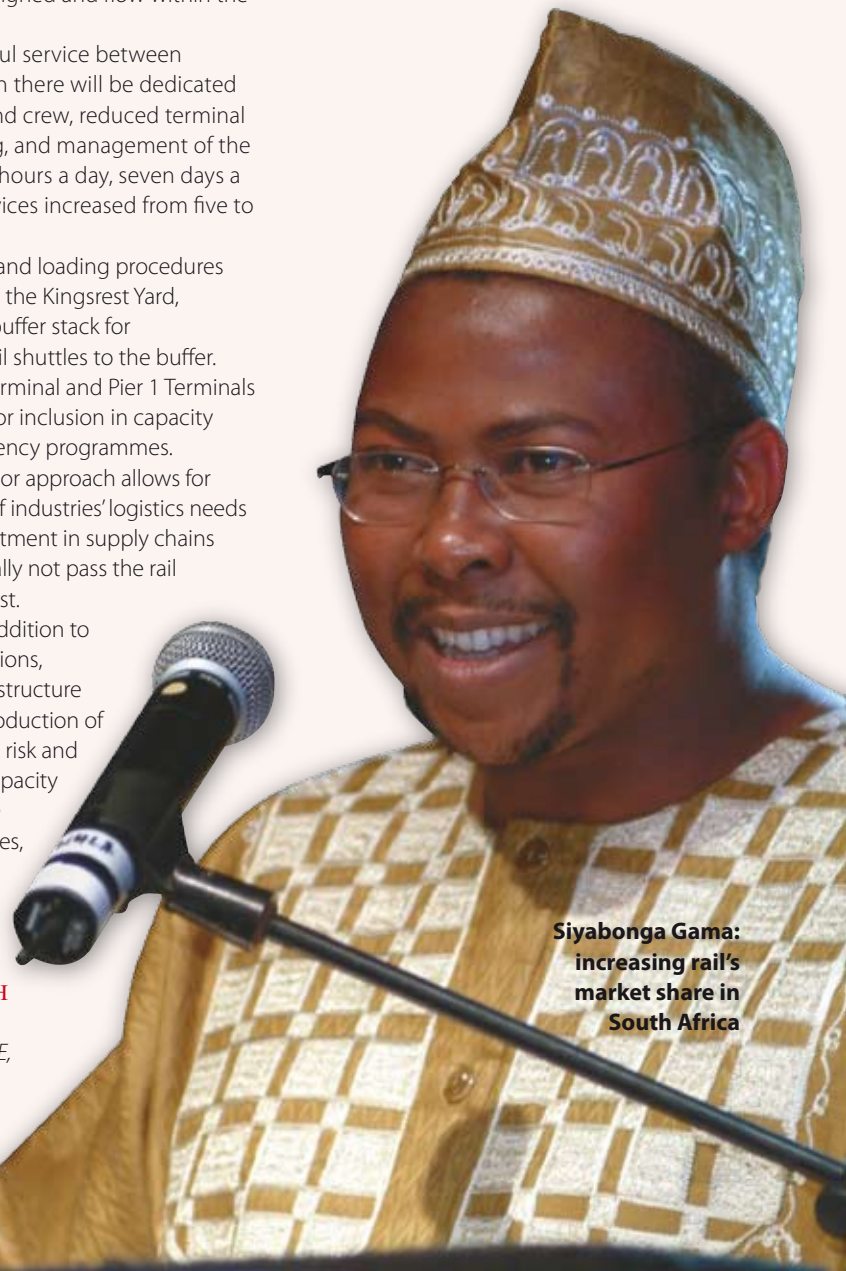 igned and flow within the
ul service between
n there will be dedicated
nd crew, reduced terminal
g, and management of the
hours a day, seven days a
vices increased from five to
and loading procedures
the Kingsrest Yard,
buffer stack for
il shuttles to the buffer.
erminal and Pier 1 Terminals
or inclusion in capacity
ency programmes.
or approach allows for
f industries' logistics needs
tment in supply chains
ally not pass the rail
st.
ddition to
ions,
structure
oduction of
risk and
pacity
es,
H
E,
Siyabonga Gama:
increasing rail's
market share in
South Africa